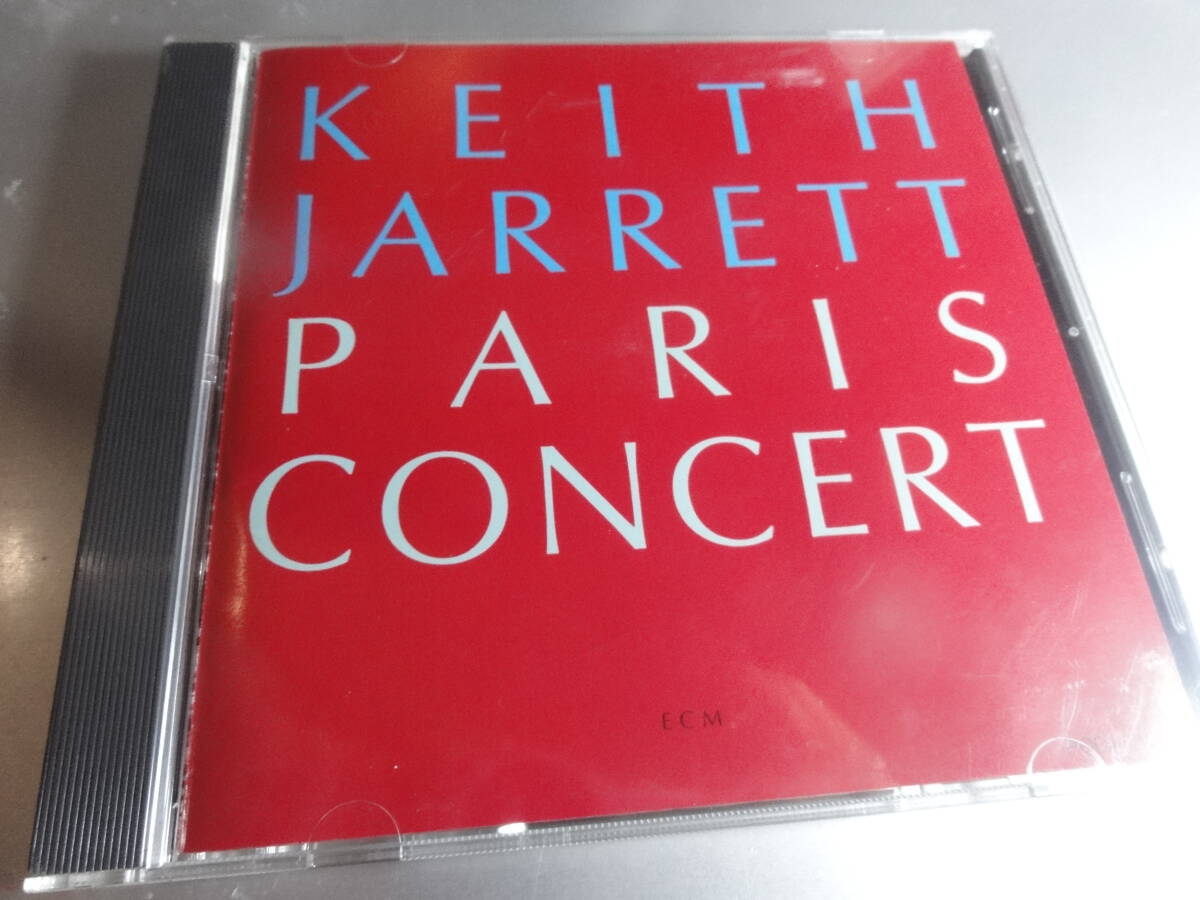 KEITH
JARRETT
PARIS
CONCERT
ECM